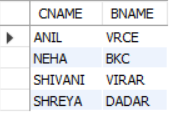 CNAME BNAME
ANIL VRCE
NEHA BKC
SHIVANI VIRAR
SHREYA DADAR